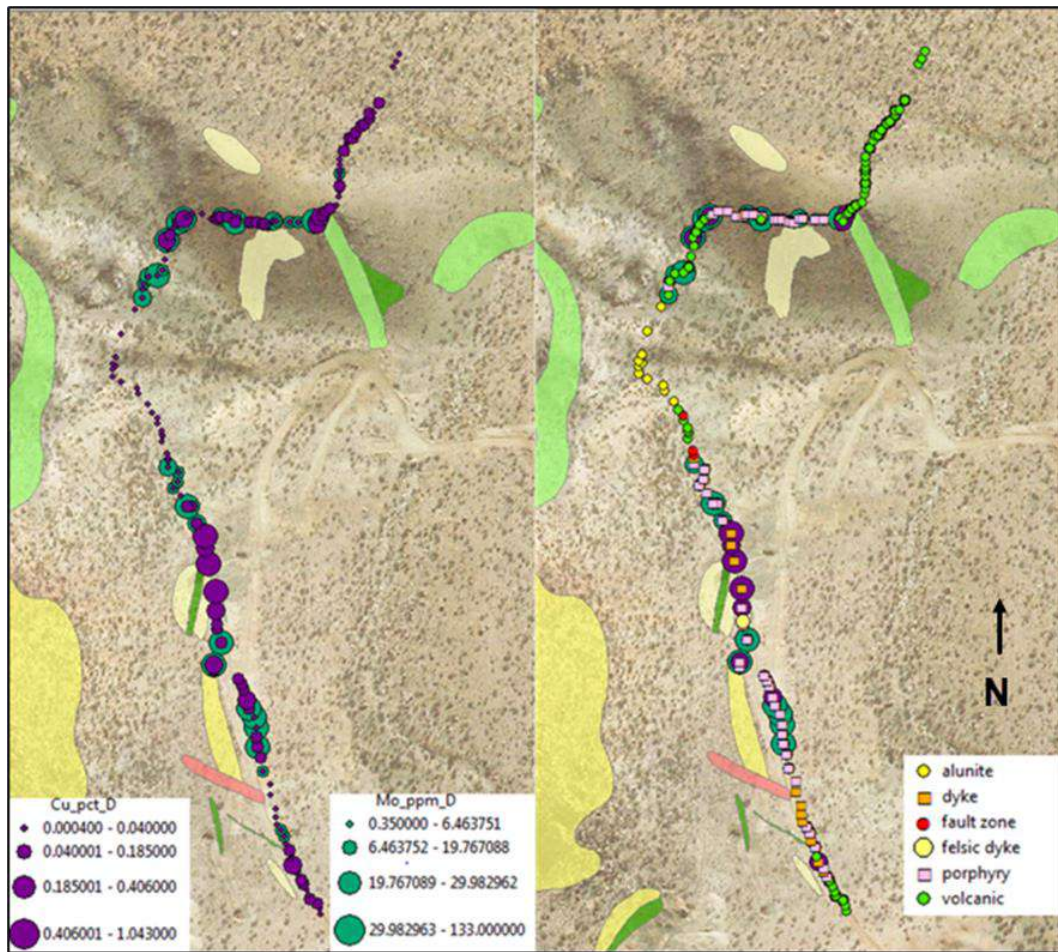 N
Cu_pct_D
0.000400 - 0.040000
0.040001 - 0.185000
0.185001 - 0.406000
0.406001 - 1.043000
Mo_ppm_D
0.350000 - 6.463751
6.463752 - 19.767088
19.767089 - 29.982962
29.982963 - 133.000000
alunite
dyke
fault zone
felsic dyke
porphyry
volcanic